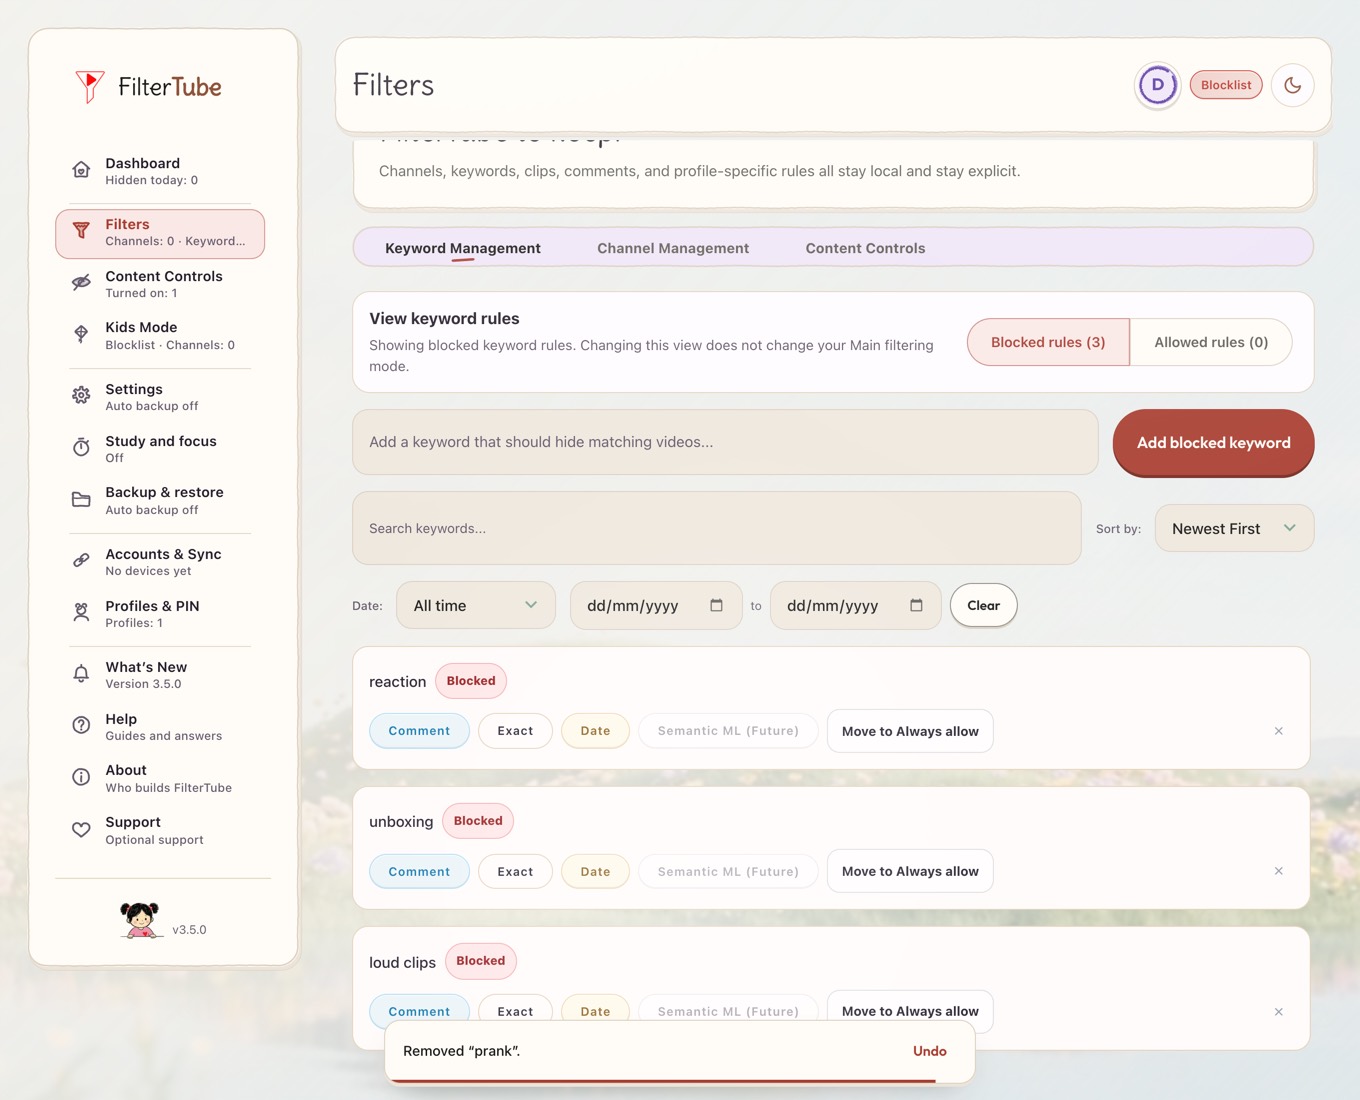 FilterTube
Dashboard
Hidden today: 0
Filters
Channels: 0 · Keyword...
Content Controls
Turned on: 1
Kids Mode
Blocklist · Channels: 0
Settings
Auto backup off
Study and focus
Off
Backup & restore
Auto backup off
Accounts & Sync
No devices yet
Profiles & PIN
Profiles: 1
What's New
Version 3.5.0
Help
Guides and answers
About
Who builds FilterTube
Support
Optional support
v3.5.0
Filters
D
Blocklist
Channels, keywords, clips, comments, and profile-specific rules all stay local and stay explicit.
Keyword Management Channel Management Content Controls
View keyword rules
Showing blocked keyword rules. Changing this view does not change your Main filtering
mode.
Blocked rules (3) Allowed rules (0)
Add a keyword that should hide matching videos...
Add blocked keyword
Search keywords...
Sort by: Newest First
Date: All time dd/mm/yyyy to dd/mm/yyyy Clear
reaction Blocked
Comment Exact Date Semantic ML (Future) Move to Always allow ×
unboxing Blocked
Comment Exact Date Semantic ML (Future) Move to Always allow ×
loud clips Blocked
Comment Exact Date Semantic ML (Future) Move to Always allow ×
Removed “prank”. Undo